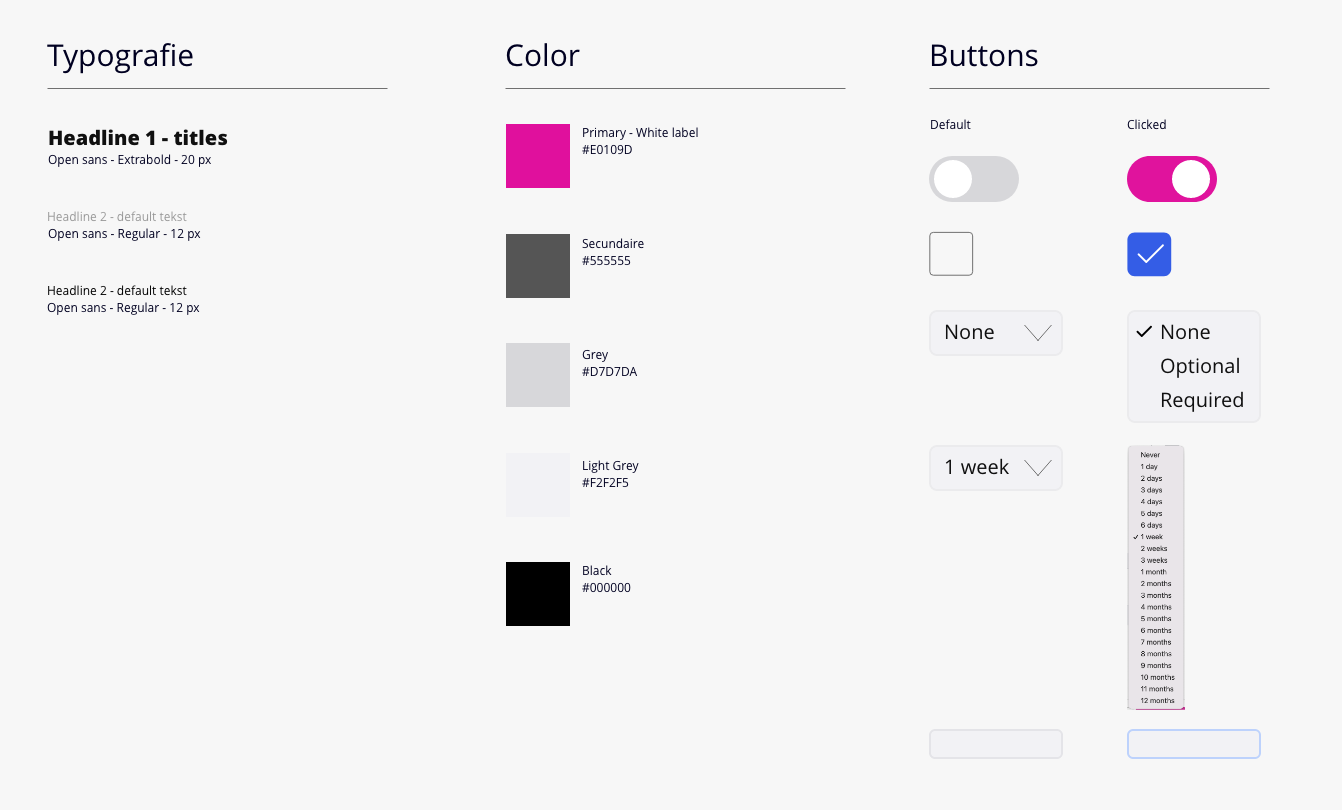 Typografie
Headline 1 - titles
Open sans - Extrabold - 20 px
Headline 2 - default tekst
Open sans - Regular - 12 px
Headline 2 - default tekst
Open sans - Regular - 12 px
Color
Primary - White label
#E0109D
Secundaire
#555555
Grey
#D7D7DA
Light Grey
#F2F2F5
Black
#000000
Buttons
Default
Clicked
None
None
Optional
Required
1 week
Never
1 day
2 days
3 days
4 days
5 days
6 days
1 week
2 weeks
3 weeks
1 month
2 months
3 months
4 months
5 months
6 months
7 months
8 months
9 months
10 months
11 months
12 months